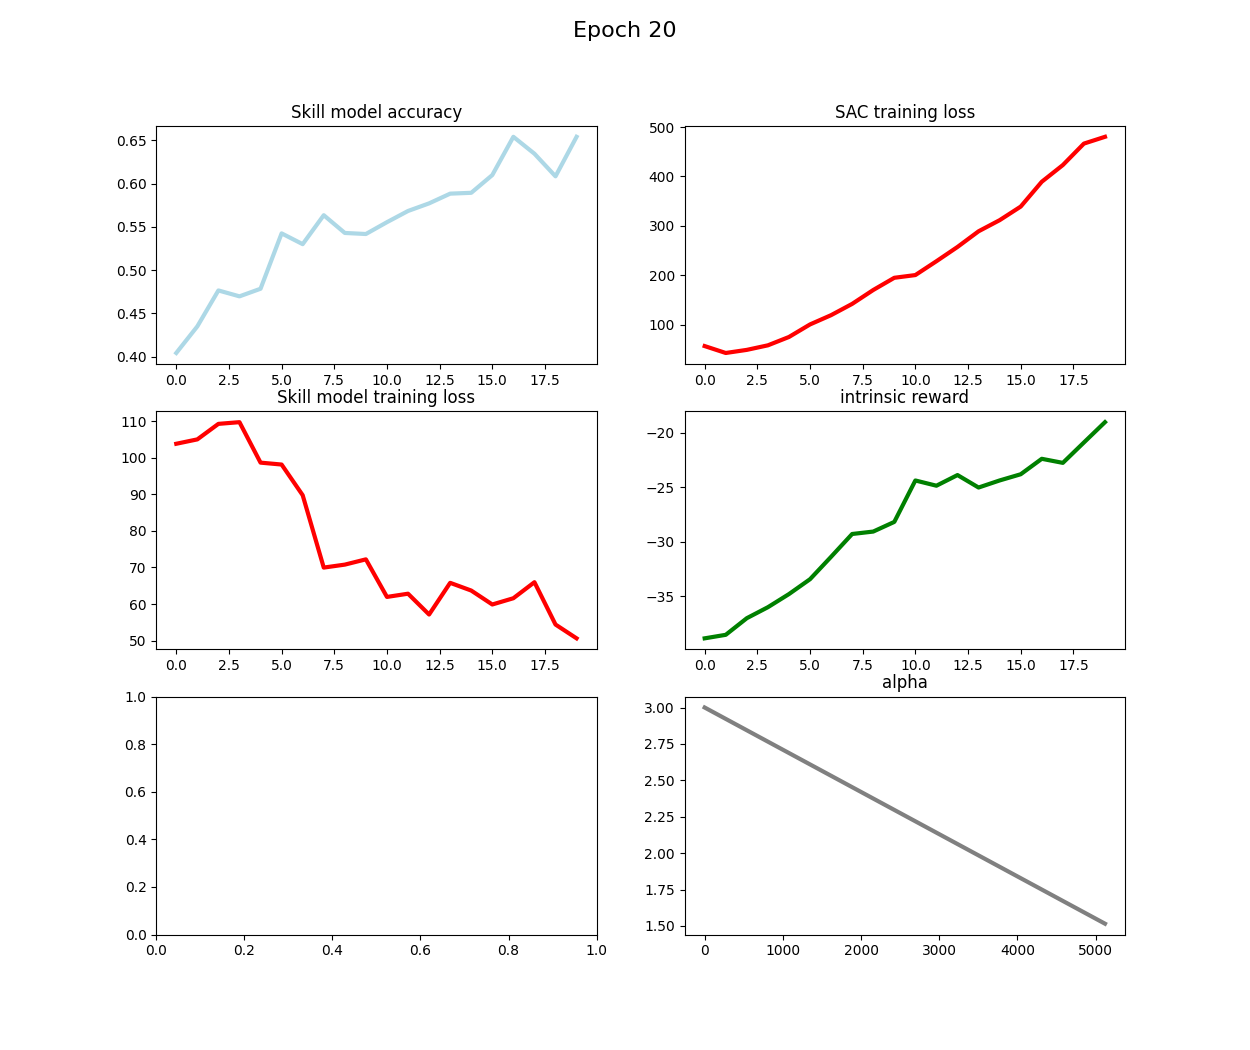 Epoch 20
Skill model accuracy
0.65
0.60
0.55
0.50
0.45
0.40
0.0 2.5 5.0 7.5 10.0 12.5 15.0 17.5
SAC training loss
500
400
300
200
100
0.0 2.5 5.0 7.5 10.0 12.5 15.0 17.5
Skill model training loss
110
100
90
80
70
60
50
0.0 2.5 5.0 7.5 10.0 12.5 15.0 17.5
intrinsic reward
−20
−25
−30
−35
0.0 2.5 5.0 7.5 10.0 12.5 15.0 17.5
1.0
0.8
0.6
0.4
0.2
0.0
0.0 0.2 0.4 0.6 0.8 1.0
alpha
3.00
2.75
2.50
2.25
2.00
1.75
1.50
0 1000 2000 3000 4000 5000